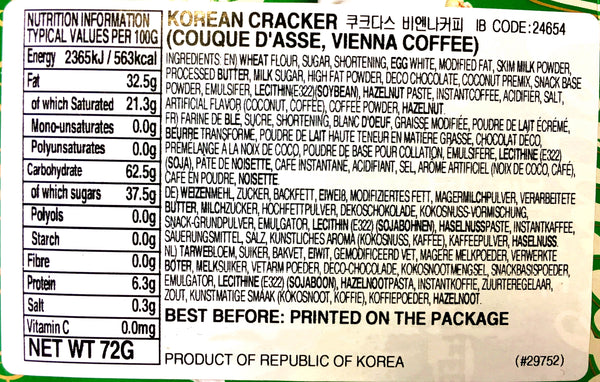 NUTRITION INFORMATION
TYPICAL VALUES PER 100G
Energy 2365kJ / 563kcal
Fat 32.5g
of which Saturated 21.3g
Mono-unsaturates 0.0g
Polyunsaturates 0.0g
Carbohydrate 62.5g
of which sugars 37.5g
Polyols 0.0g
Starch 0.0g
Fibre 0.0g
Protein 6.3g
Salt 0.3g
Vitamin C 0.0mg
NET WT 72G
KOREAN CRACKER 쿠크다스 비엔나커피 IB CODE:24654
(COUQUE D'ASSE, VIENNA COFFEE)
INGREDIENTS: EN) WHEAT FLOUR, SUGAR, SHORTENING, EGG WHITE, MODIFIED FAT, SKIM MILK POWDER,
PROCESSED BUTTER, MILK SUGAR, HIGH FAT POWDER, DECO CHOCOLATE, COCONUT PREMIX, SNACK BASE
POWDER, EMULSIFER, LECITHIN(E322)(SOYBEAN), HAZELNUT PASTE, INSTANTCOFFEE, ACIDIFIER, SALT,
ARTIFICIAL FLAVOR (COCONUT, COFFEE), COFFEE POWDER, HAZELNUT.
FR) FARINE DE BLÉ, SUCRE, SHORTENING, BLANC D'OEUF, GRAISSE MODIFIÉE, POUDRE DE LAIT ÉCRÉMÉ,
BEURRE TRANSFORMÉ, POUDRE DE LAIT HAUTE TENEUR EN MATIERE GRASSE, CHOCOLAT DÉCO,
PRÉMÉLANGE A LA NOIX DE COCO, POUDRE DE BASE POUR COLLATION, ÉMULSIFÈRE, LECITHINE (E322)
(SOJA), PÂTE DE NOISETTE, CAFÉ INSTANTANÉ, ACIDIFIANT, SEL, ARÔME ARTIFICIEL (NOIX DE COCO, CAFÉ),
CAFÉ EN POUDRE, NOISETTE.
DE) WEIZENMEHL, ZUCKER, BACKFETT, EIWEIß, MODIFIZIERTES FETT, MAGERMILCHPULVER, VERARBEITETE
BUTTER, MILCHZUCKER, HOCHFETTPULVER, DEKOSCHOKOLADE, KOKOSNUSS-VORMISCHUNG,
SNACK-GRUNDPULVER, EMULGATOR, LECITHIN (E322) (SOJABOHNEN), HASELNUSSPASTE, INSTANTKAFFEE,
SÄUERUNGSMITTEL, SALZ, KÜNSTLICHES AROMA (KOKOSNUSS, KAFFEE), KAFFEEPULVER, HASELNUSS.
NL) TARWEBLOEM, SUIKER, BAKVET, EIWIT, GEMODIFICEERD VET, MAGERE MELKPOEDER, VERWERKTE
BOTER, MELKSUIKER, VETARM POEDER, DECO-CHOCOLADE, KOKOSNOOTMENGSEL, SNACKBASISPOEDER,
EMULGATOR, LECITHINE (E322) (SOJABOON), HAZELNOOTPASTA, INSTANTKOFFIE, ZUURTEREGELAAR,
ZOUT, KUNSTMATIGE SMAAK (KOKOSNOOT, KOFFIE), KOFFIEPOEDER, HAZELNOOT.
BEST BEFORE: PRINTED ON THE PACKAGE
PRODUCT OF REPUBLIC OF KOREA (#29752)